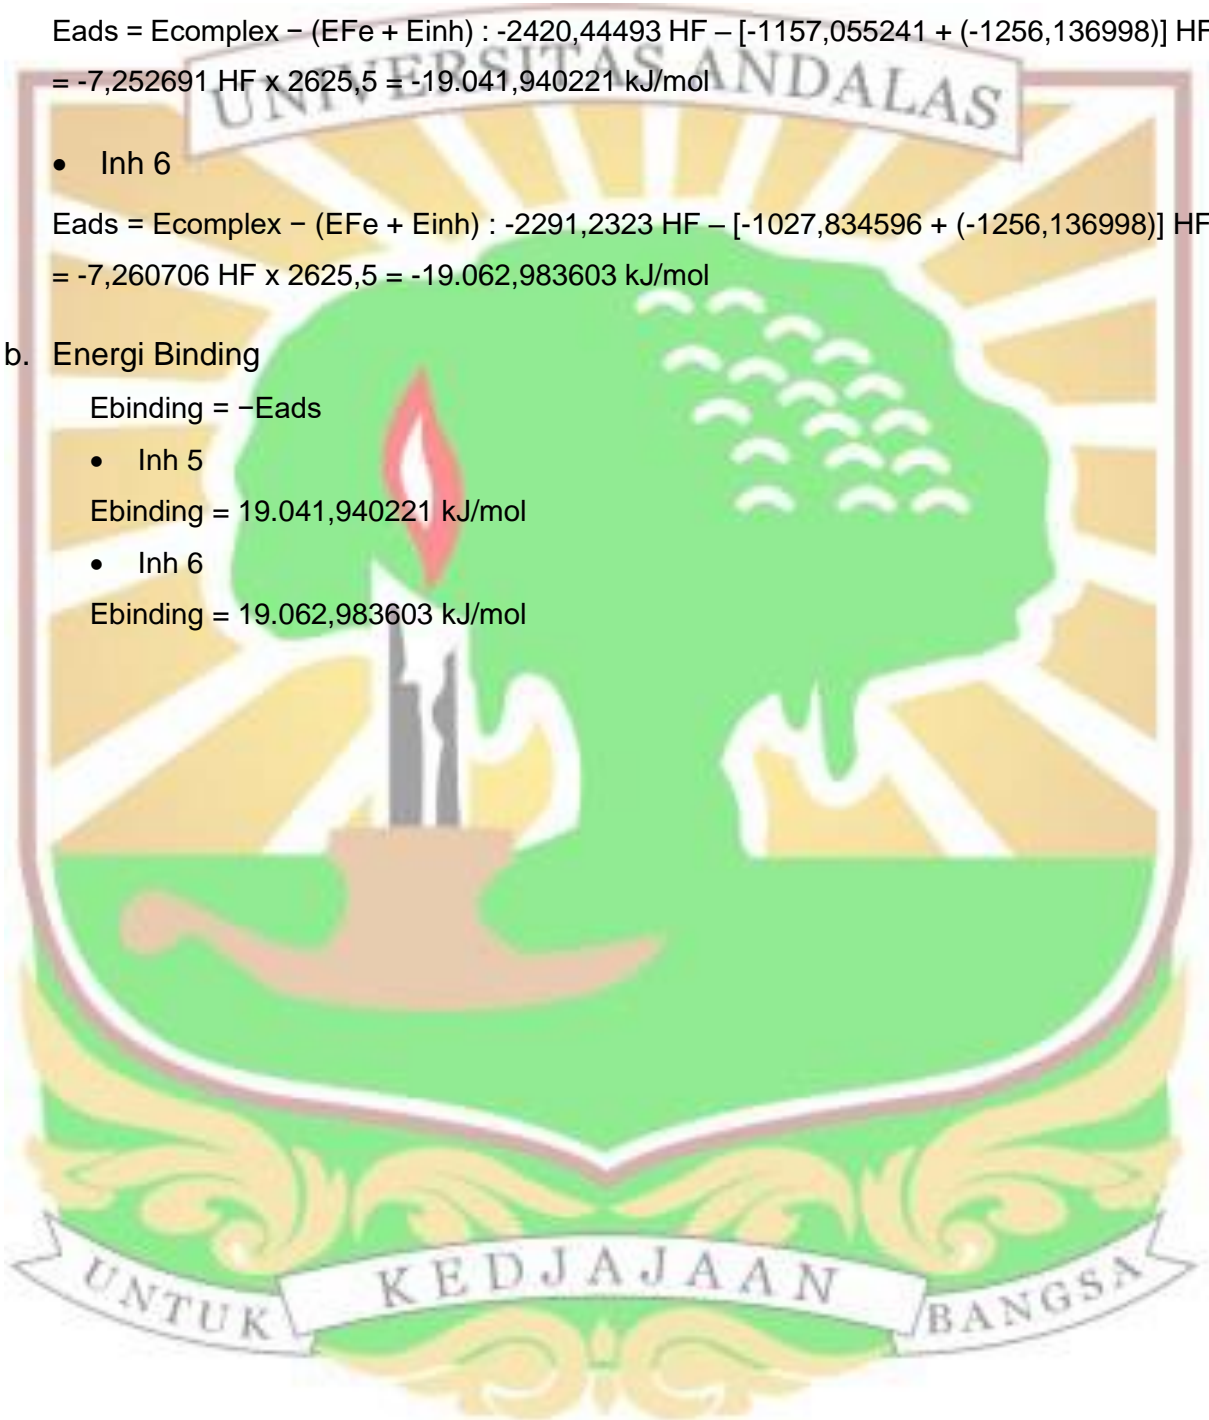 Eads = Ecomplex − (EFe + Einh) : -2420,44493 HF – [-1157,055241 + (-1256,136998)] HF
= -7,252691 HF x 2625,5 = -19.041,940221 kJ/mol
UNIVERSITAS ANDALAS
• Inh 6
Eads = Ecomplex − (EFe + Einh) : -2291,2323 HF – [-1027,834596 + (-1256,136998)] HF
= -7,260706 HF x 2625,5 = -19.062,983603 kJ/mol
b. Energi Binding
Ebinding = −Eads
• Inh 5
Ebinding = 19.041,940221 kJ/mol
• Inh 6
Ebinding = 19.062,983603 kJ/mol
UNTUK KEDJAJAAN BANGSA